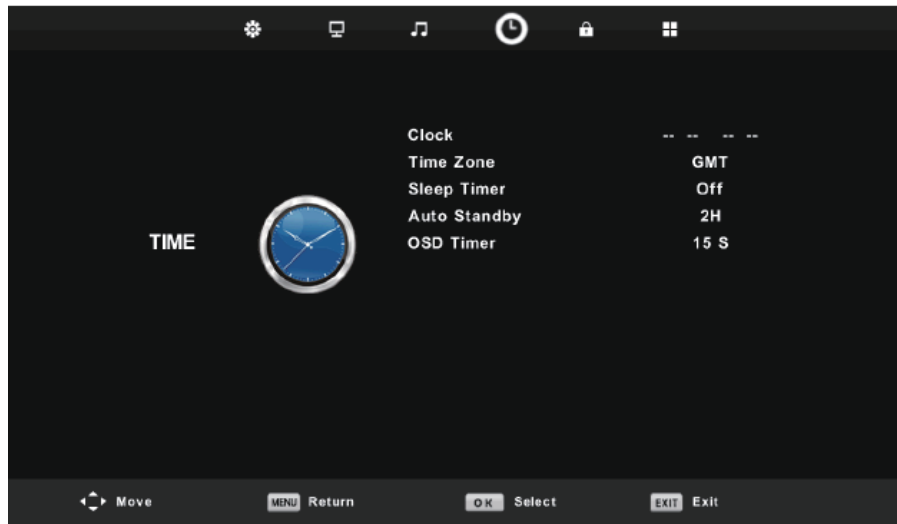 Clock -- -- -- --
Time Zone GMT
Sleep Timer Off
Auto Standby 2H
TIME
OSD Timer 15 S
Move MENU Return OK Select EXIT Exit